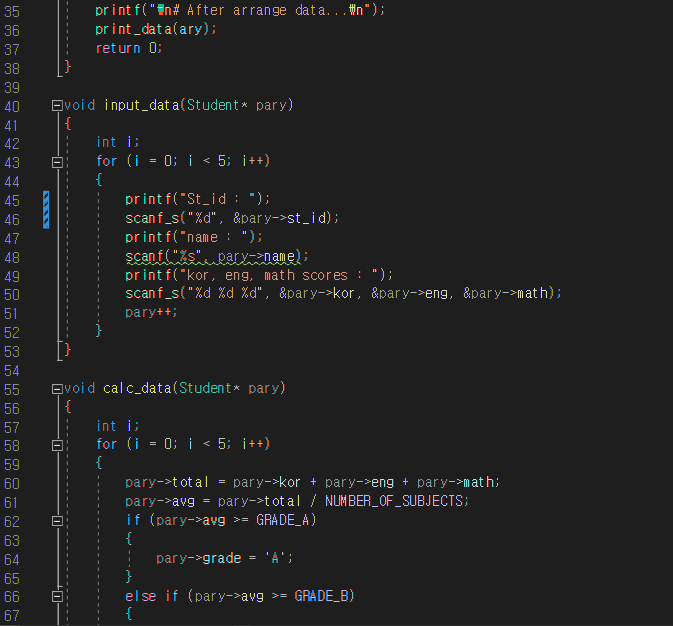 35 printf("₩n# After arrange data...₩n");
36 print_data(ary);
37 return 0;
38 }
39
40 void input_data(Student* pary)
41 {
42 int i;
43 for (i = 0; i < 5; i++)
44 {
45 printf("St_id : ");
46 scanf_s("%d", &pary->st_id);
47 printf("name : ");
48 scanf("%s", pary->name);
49 printf("kor, eng, math scores : ");
50 scanf_s("%d %d %d", &pary->kor, &pary->eng, &pary->math);
51 pary++;
52 }
53 }
54
55 void calc_data(Student* pary)
56 {
57 int i;
58 for (i = 0; i < 5; i++)
59 {
60 pary->total = pary->kor + pary->eng + pary->math;
61 pary->avg = pary->total / NUMBER_OF_SUBJECTS;
62 if (pary->avg >= GRADE_A)
63 {
64 pary->grade = 'A';
65 }
66 else if (pary->avg >= GRADE_B)
67 {